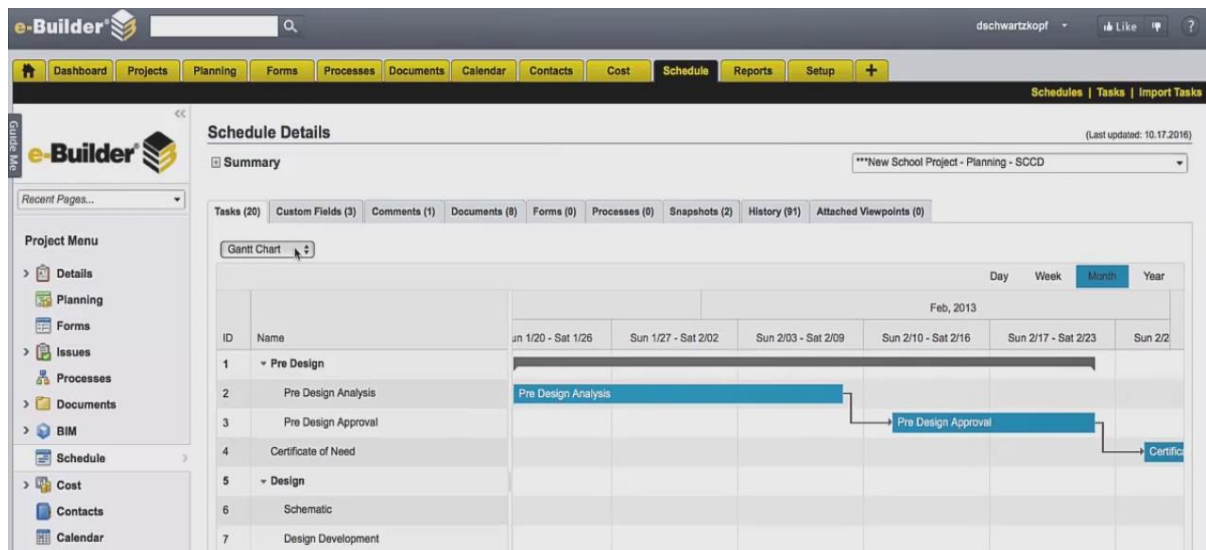 e-Builder
dschwartzkopf
Like
?
Dashboard Projects Planning Forms Processes Documents Calendar Contacts Cost Schedule Reports Setup +
Schedules | Tasks | Import Tasks
Guide Me
<<
e-Builder
Recent Pages...
Project Menu
Details
Planning
Forms
Issues
Processes
Documents
BIM
Schedule
Cost
Contacts
Calendar
Schedule Details
(Last updated: 10.17.2016)
Summary
***New School Project - Planning - SCCD
Tasks (20) Custom Fields (3) Comments (1) Documents (8) Forms (0) Processes (0) Snapshots (2) History (91) Attached Viewpoints (0)
Gantt Chart
Day Week Month Year
Feb, 2013
ID Name un 1/20 - Sat 1/26 Sun 1/27 - Sat 2/02 Sun 2/03 - Sat 2/09 Sun 2/10 - Sat 2/16 Sun 2/17 - Sat 2/23 Sun 2/2
1 Pre Design
2 Pre Design Analysis Pre Design Analysis
3 Pre Design Approval Pre Design Approval
4 Certificate of Need Certific
5 Design
6 Schematic
7 Design Development